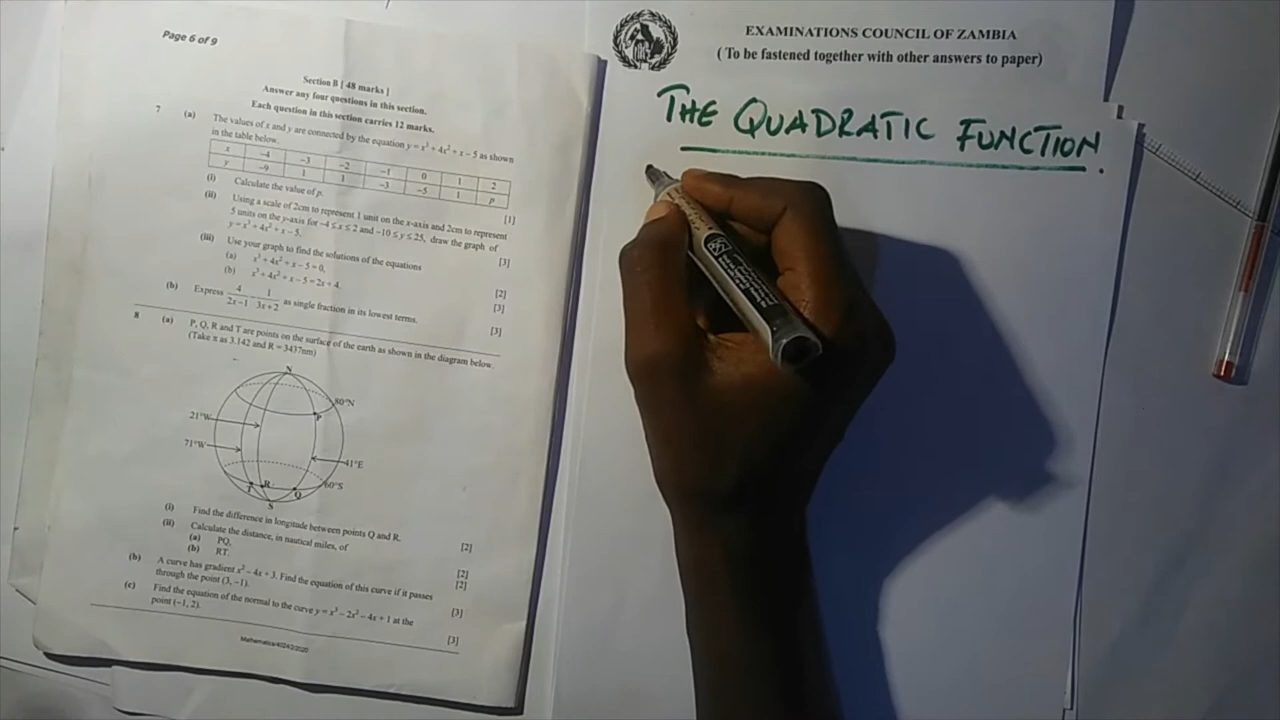 Page 6 of 9
Section B [ 48 marks ]
Answer any four questions in this section.
Each question in this section carries 12 marks.
7 (a) The values of x and y are connected by the equation y = x³ + 4x² + x − 5 as shown
in the table below.
x −4 −3 −2 −1 0 1 2
y −9 1 1 −3 −5 1 p
(i) Calculate the value of p. [1]
(ii) Using a scale of 2cm to represent 1 unit on the x-axis and 2cm to represent
5 units on the y-axis for −4 ≤ x ≤ 2 and −10 ≤ y ≤ 25, draw the graph of
y = x³ + 4x² + x − 5. [3]
(iii) Use your graph to find the solutions of the equations
(a) x³ + 4x² + x − 5 = 0, [2]
(b) x³ + 4x² + x − 5 = 2x + 4. [3]
(b) Express 4/(2x − 1) − 1/(3x + 2) as single fraction in its lowest terms. [3]
8 (a) P, Q, R and T are points on the surface of the earth as shown in the diagram below.
(Take π as 3.142 and R = 3437nm)
N
80°N
P
21°W
71°W
41°E
60°S
T R Q
S
(i) Find the difference in longitude between points Q and R. [2]
(ii) Calculate the distance, in nautical miles, of
(a) PQ, [2]
(b) RT. [2]
(b) A curve has gradient x² − 4x + 3. Find the equation of this curve if it passes
through the point (3, −1). [3]
(c) Find the equation of the normal to the curve y = x³ − 2x² − 4x + 1 at the
point (−1, 2). [3]
Mathematics/4024/2/2020
EXAMINATIONS COUNCIL OF ZAMBIA
( To be fastened together with other answers to paper)
THE QUADRATIC FUNCTION.